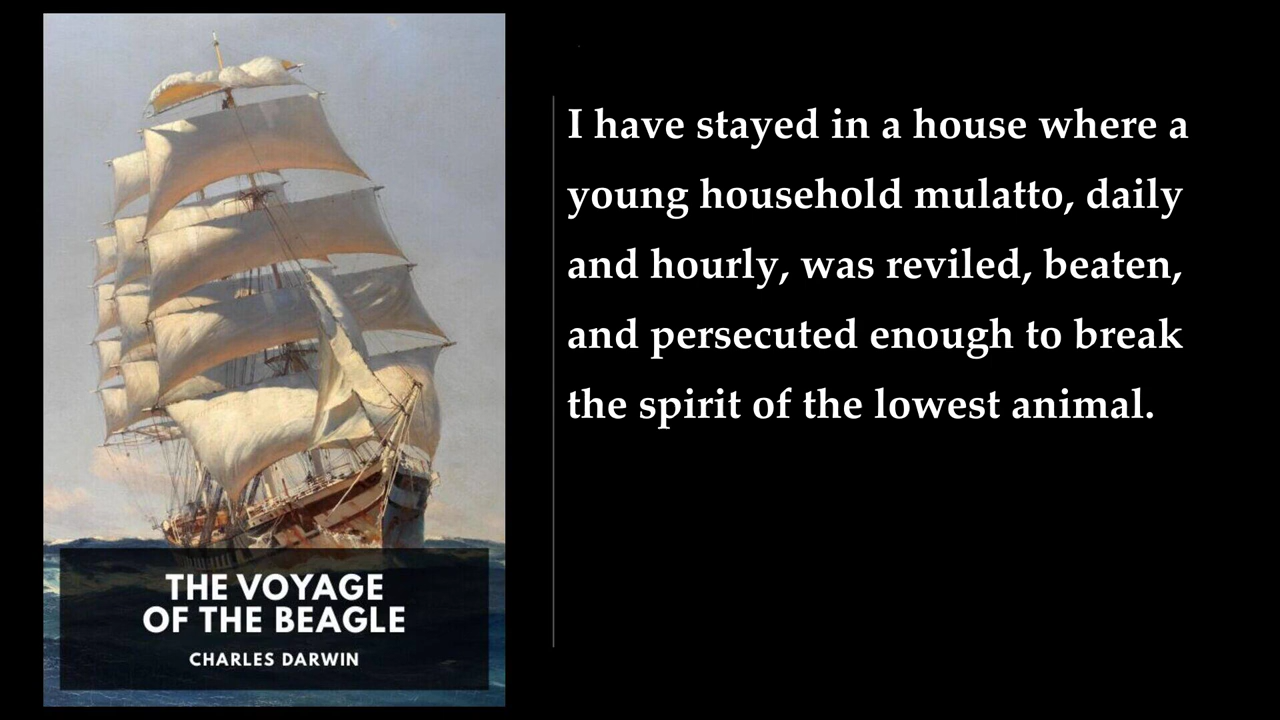 THE VOYAGE
OF THE BEAGLE
CHARLES DARWIN
I have stayed in a house where a
young household mulatto, daily
and hourly, was reviled, beaten,
and persecuted enough to break
the spirit of the lowest animal.